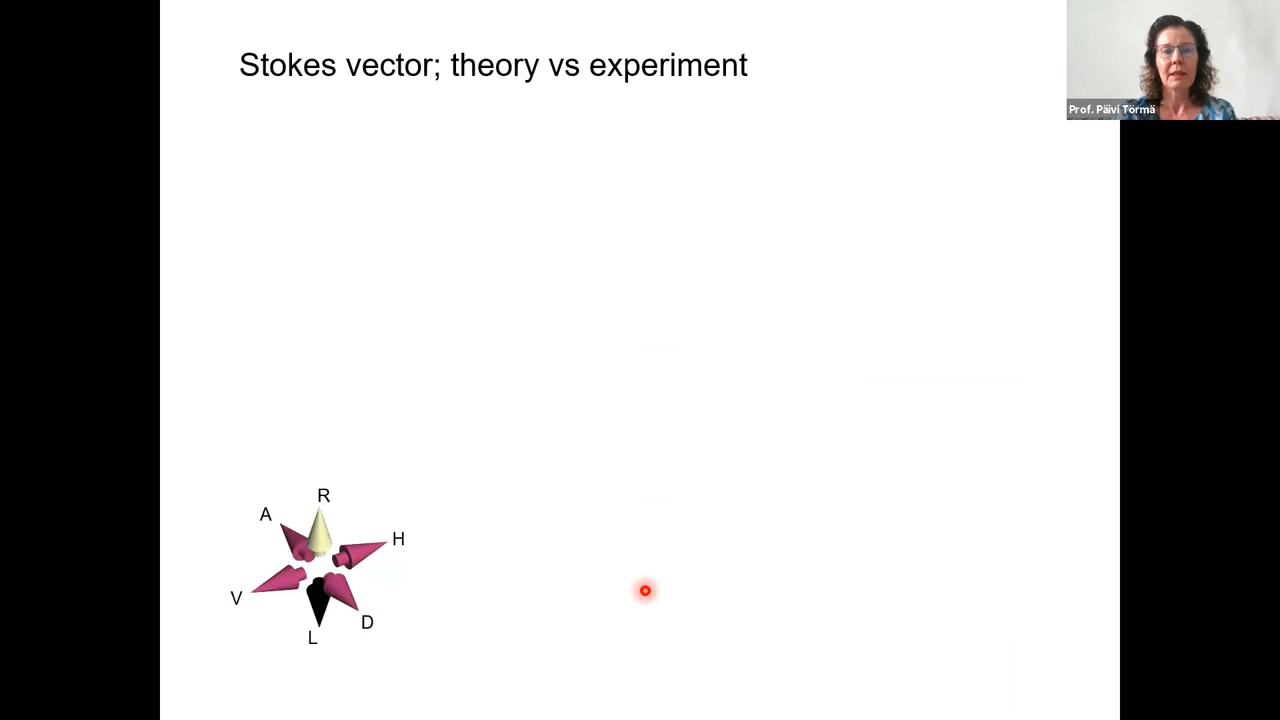 Stokes vector; theory vs experiment
Prof. Päivi Törmä
R
A
H
V
D
L